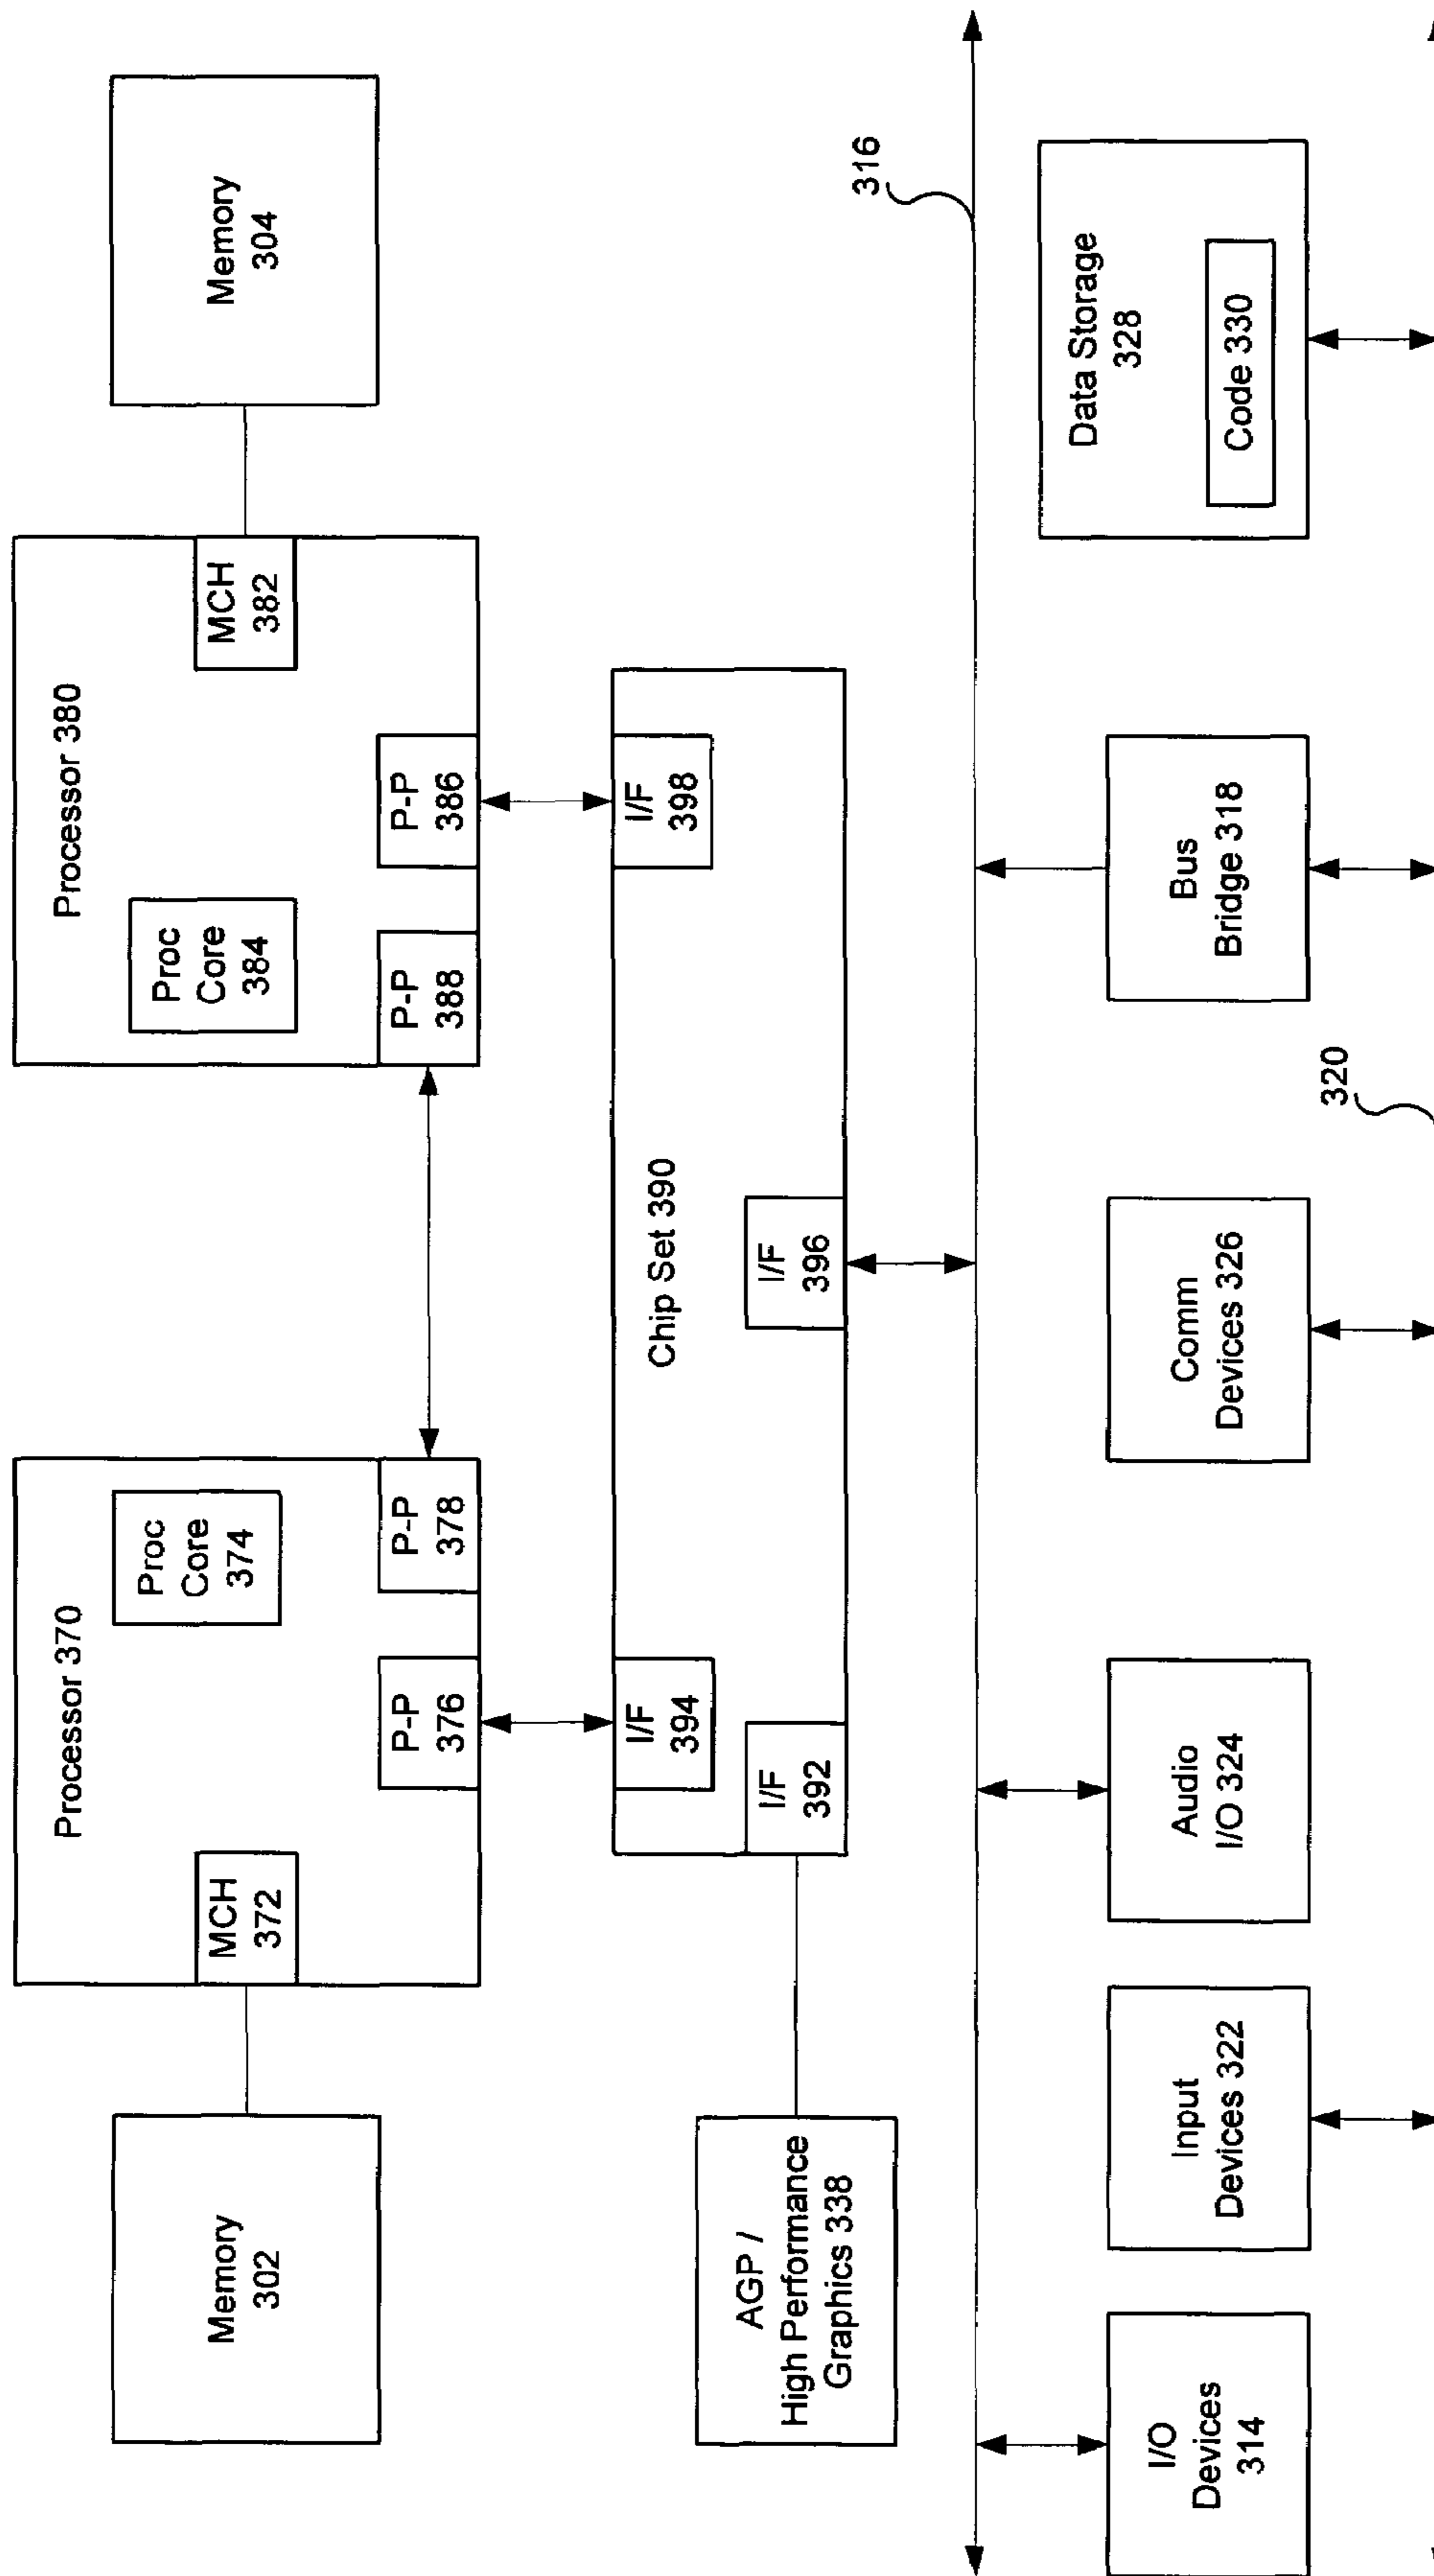 Memory
302
Processor 370
MCH
372
Proc
Core
374
P-P
376
P-P
378
Processor 380
Proc
Core
384
MCH
382
P-P
388
P-P
386
Memory
304
AGP /
High Performance
Graphics 338
Chip Set 390
I/F
394
I/F
398
I/F
392
I/F
396
316
I/O
Devices
314
Input
Devices 322
Audio
I/O 324
Comm
Devices 326
Bus
Bridge 318
Data Storage
328
Code 330
320